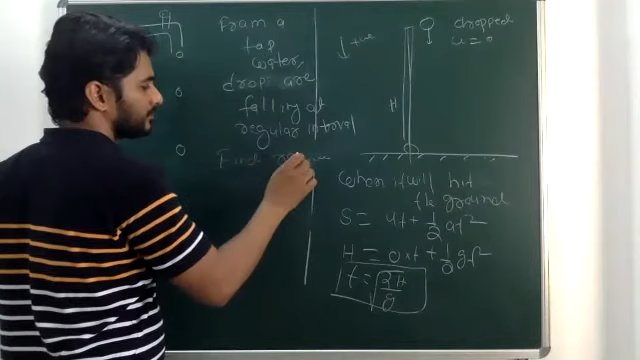 From a
tap
water,
drops are
falling at
regular interval
Find
↓ +ive
dropped
u = 0
H
When it will hit
the ground
S = ut + 1/2 at²
H = 0×t + 1/2 gt²
t = √(2H/g)